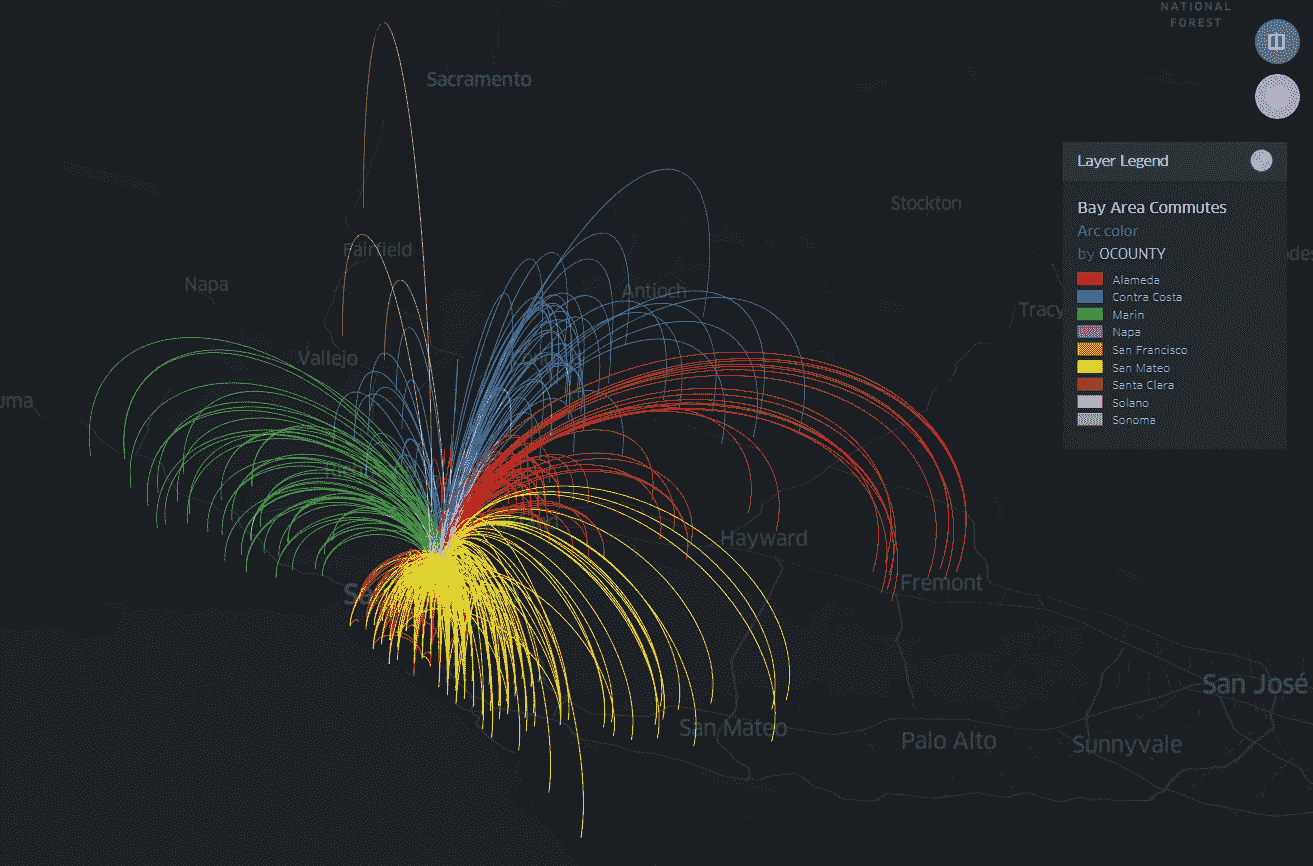 NATIONAL
FOREST
Sacramento
Layer Legend
Stockton
Bay Area Commutes
Arc color
by OCOUNTY
Fairfield
Napa
Antioch
Alameda
Contra Costa
Tracy
Marin
Napa
San Francisco
Vallejo
San Mateo
Santa Clara
uma
Solano
Sonoma
Hayward
Fremont
San José
San Mateo
Palo Alto
Sunnyvale